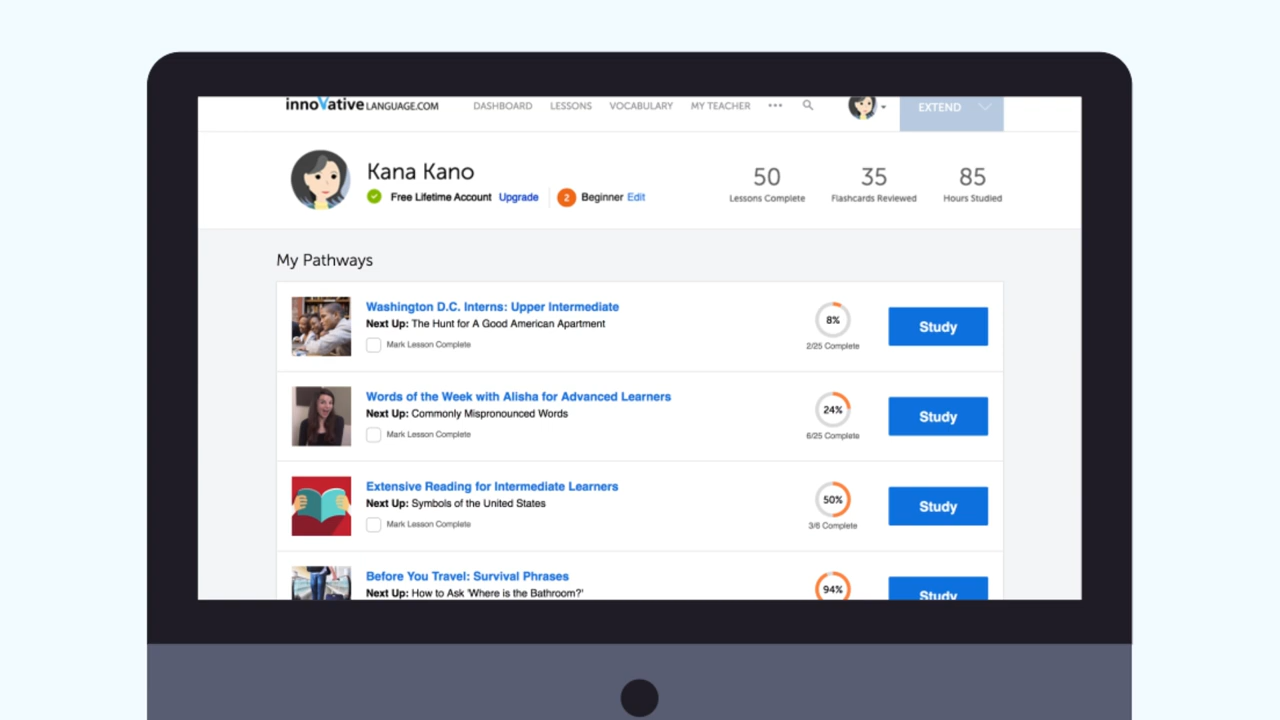 innoVative LANGUAGE.COM
DASHBOARD LESSONS VOCABULARY MY TEACHER ••• EXTEND
Kana Kano
Free Lifetime Account Upgrade 2 Beginner Edit
50 35 85
Lessons Complete Flashcards Reviewed Hours Studied
My Pathways
Washington D.C. Interns: Upper Intermediate
Next Up: The Hunt for A Good American Apartment
Mark Lesson Complete
8%
2/25 Complete
Study
Words of the Week with Alisha for Advanced Learners
Next Up: Commonly Mispronounced Words
Mark Lesson Complete
24%
6/25 Complete
Study
Extensive Reading for Intermediate Learners
Next Up: Symbols of the United States
Mark Lesson Complete
50%
3/6 Complete
Study
Before You Travel: Survival Phrases
Next Up: How to Ask 'Where is the Bathroom?'
94%
Study